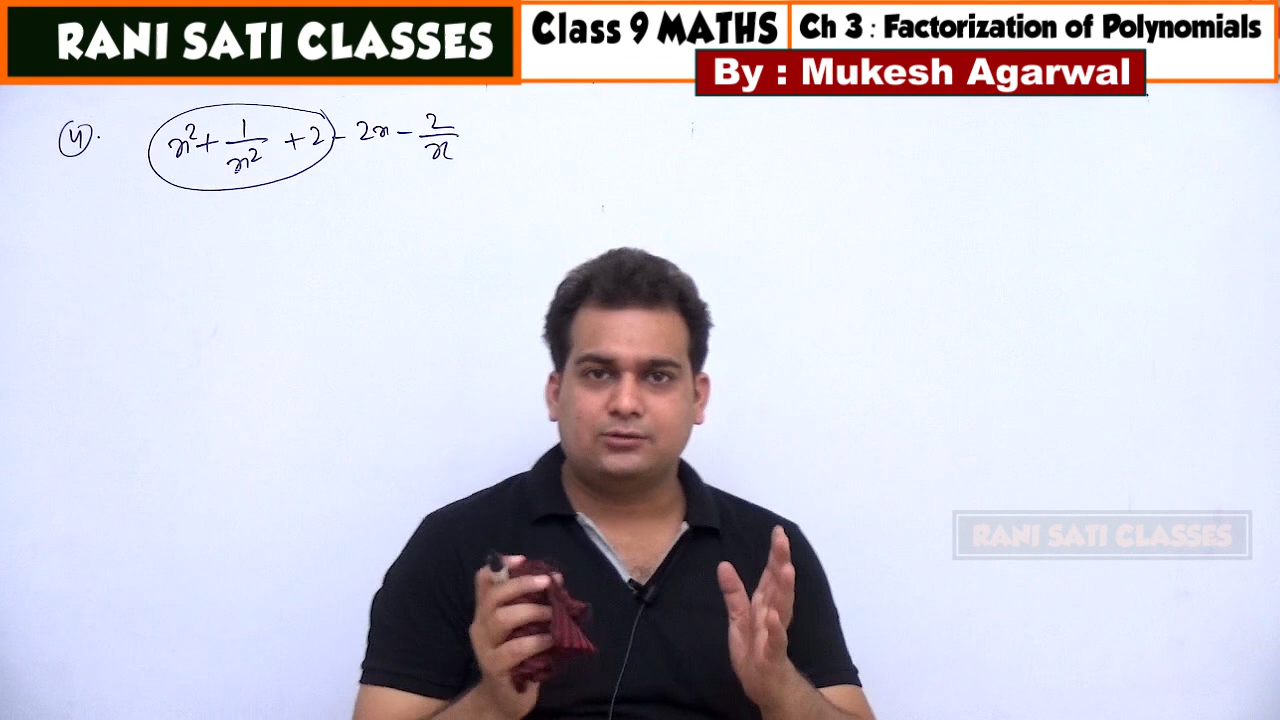 RANI SATI CLASSES
Class 9 MATHS
Ch 3 : Factorization of Polynomials
By : Mukesh Agarwal
4. x² + 1/x² + 2 - 2x - 2/x
RANI SATI CLASSES